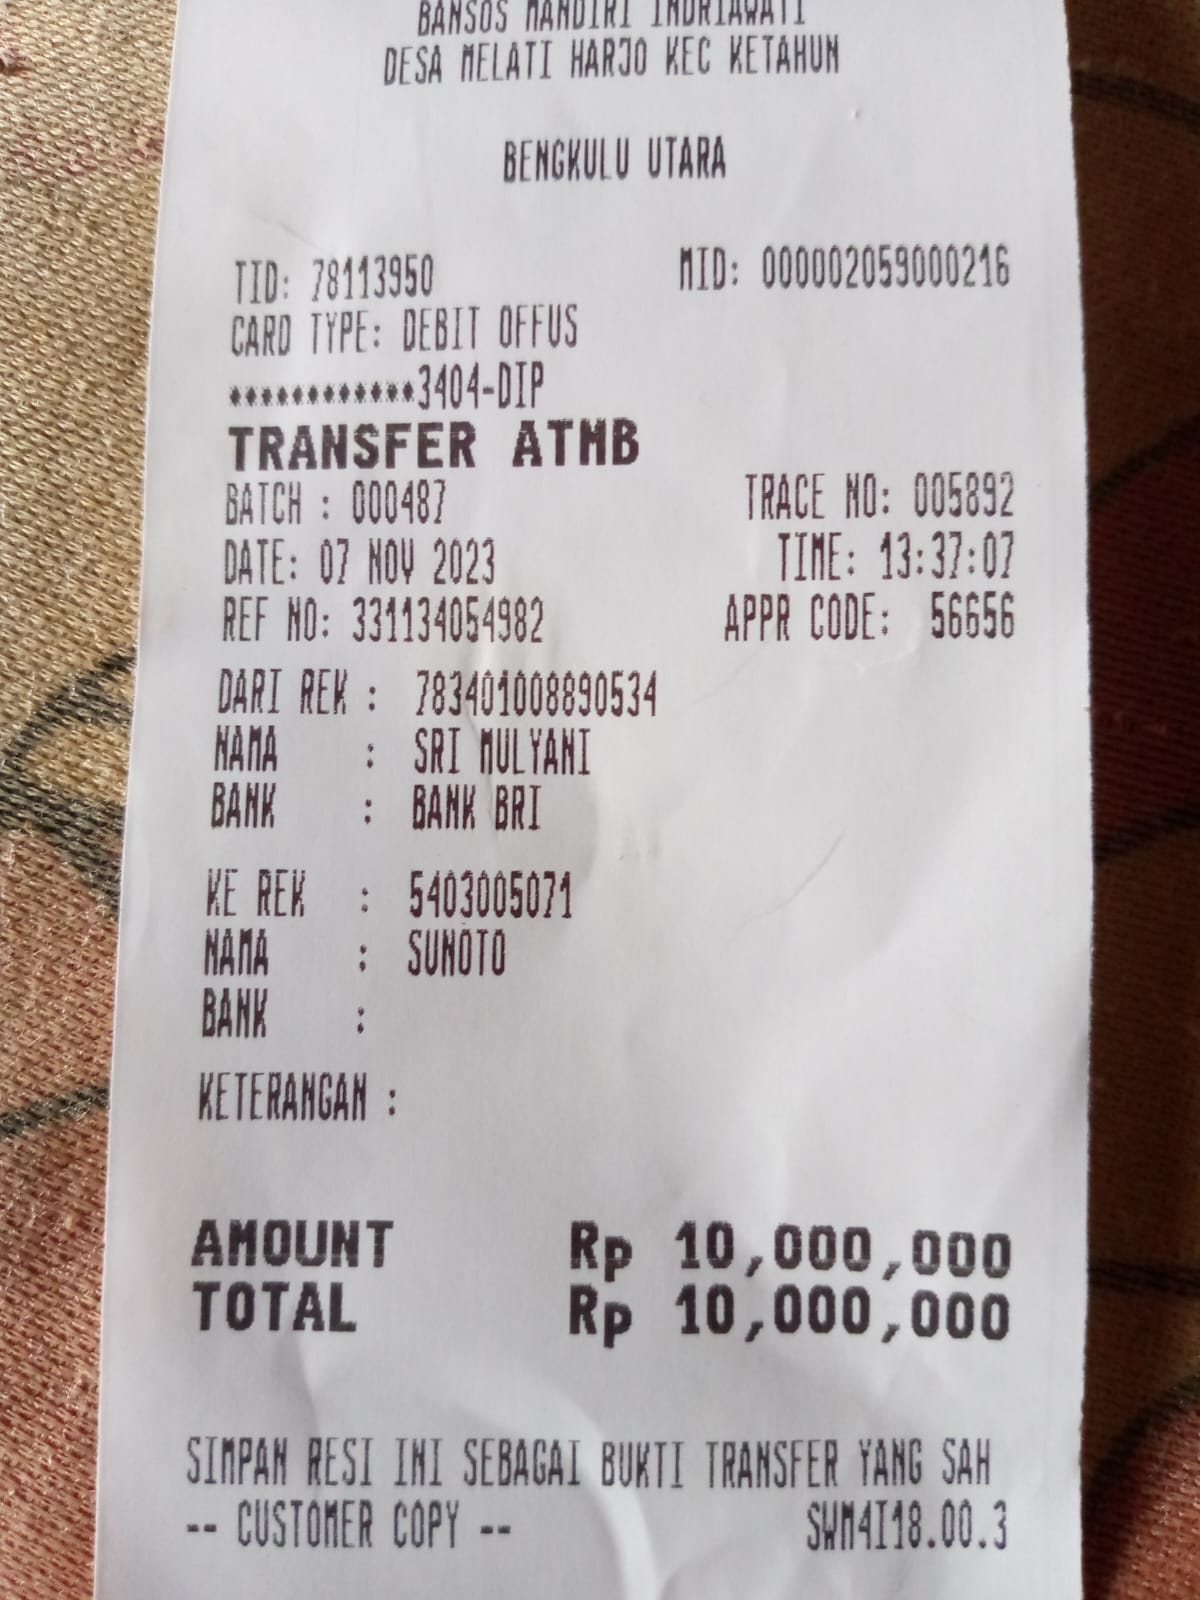 BANSOS MANDIRI INDRIAWATI
DESA MELATI HARJO KEC KETAHUN
BENGKULU UTARA
TID: 78113950 MID: 000002059000216
CARD TYPE: DEBIT OFFUS
************3404-DIP
TRANSFER ATMB
BATCH : 000487 TRACE NO: 005892
DATE: 07 NOV 2023 TIME: 13:37:07
REF NO: 331134054982 APPR CODE: 56656
DARI REK : 783401008890534
NAMA : SRI MULYANI
BANK : BANK BRI
KE REK : 5403005071
NAMA : SUNOTO
BANK :
KETERANGAN :
AMOUNT Rp 10,000,000
TOTAL Rp 10,000,000
SIMPAN RESI INI SEBAGAI BUKTI TRANSFER YANG SAH
-- CUSTOMER COPY -- SWM4I18.00.3